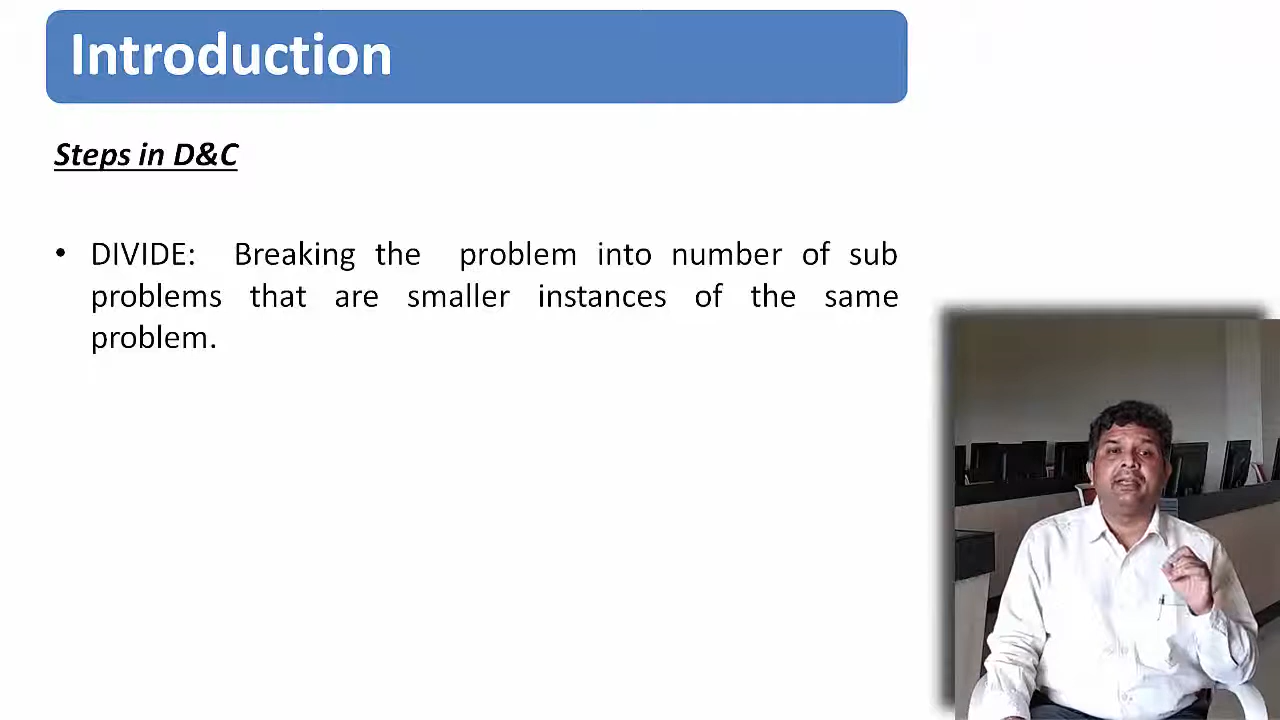 Introduction
Steps in D&C
• DIVIDE: Breaking the problem into number of sub
problems that are smaller instances of the same
problem.